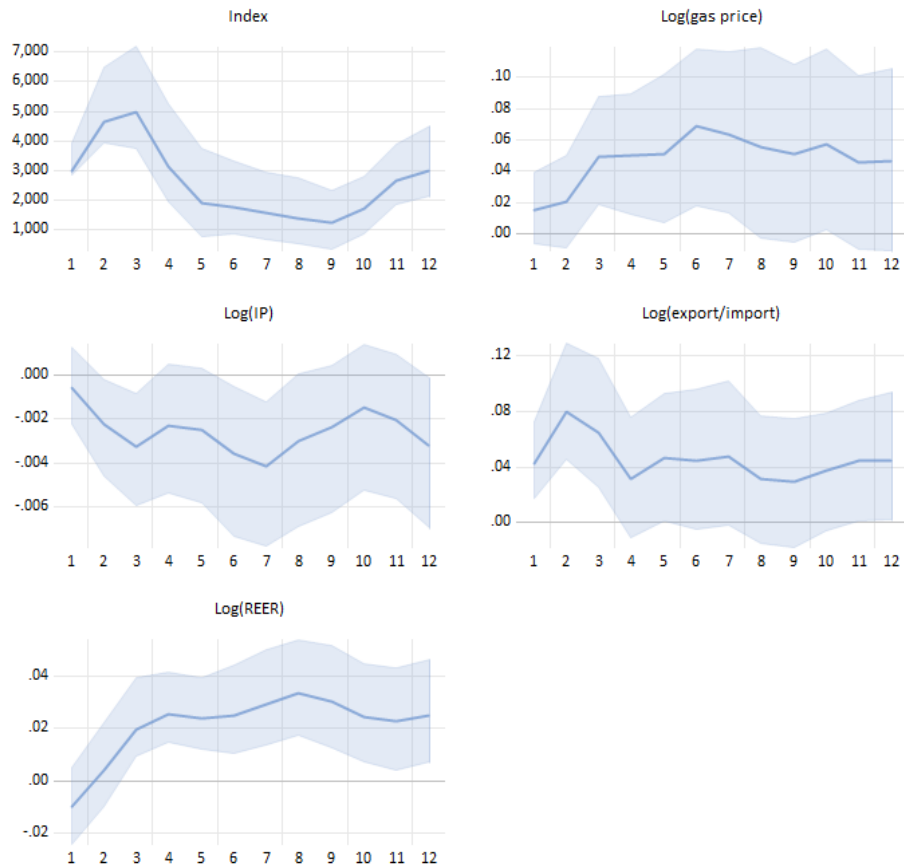 Index
7,000
6,000
5,000
4,000
3,000
2,000
1,000
1 2 3 4 5 6 7 8 9 10 11 12
Log(gas price)
.10
.08
.06
.04
.02
.00
1 2 3 4 5 6 7 8 9 10 11 12
Log(IP)
.000
-.002
-.004
-.006
1 2 3 4 5 6 7 8 9 10 11 12
Log(export/import)
.12
.08
.04
.00
1 2 3 4 5 6 7 8 9 10 11 12
Log(REER)
.04
.02
.00
-.02
1 2 3 4 5 6 7 8 9 10 11 12